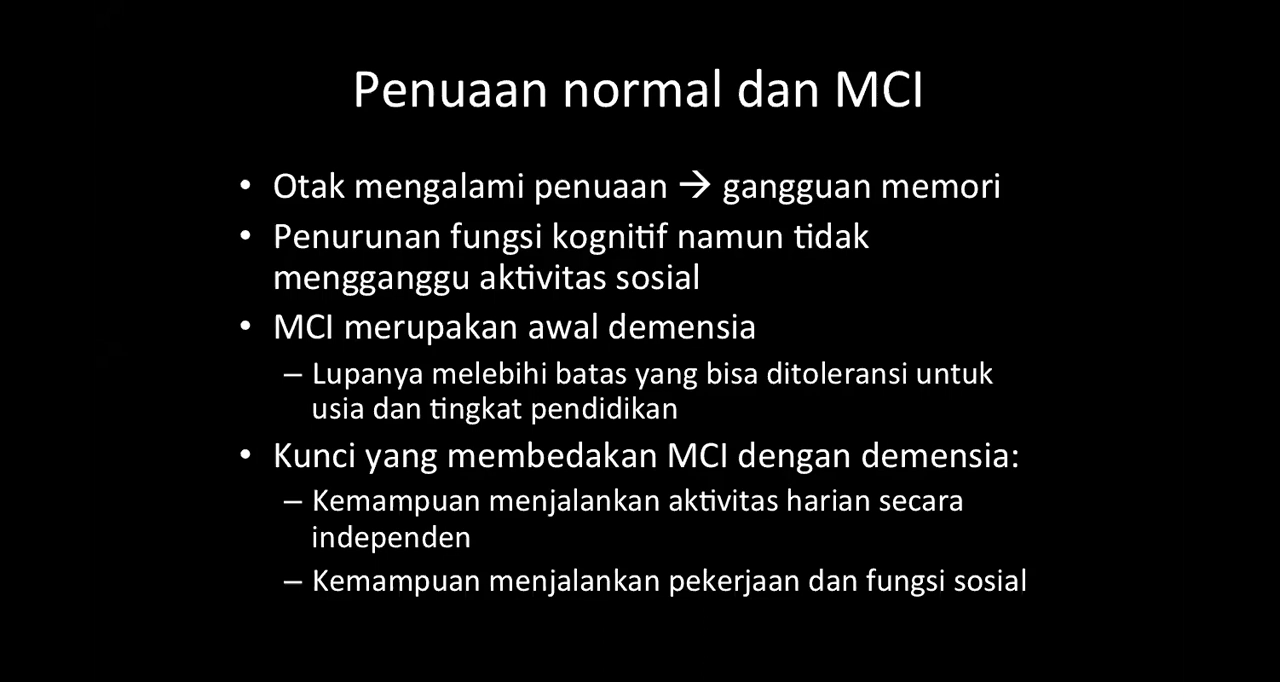 Penuaan normal dan MCI
• Otak mengalami penuaan → gangguan memori
• Penurunan fungsi kognitif namun tidak
mengganggu aktivitas sosial
• MCI merupakan awal demensia
– Lupanya melebihi batas yang bisa ditoleransi untuk
usia dan tingkat pendidikan
• Kunci yang membedakan MCI dengan demensia:
– Kemampuan menjalankan aktivitas harian secara
independen
– Kemampuan menjalankan pekerjaan dan fungsi sosial